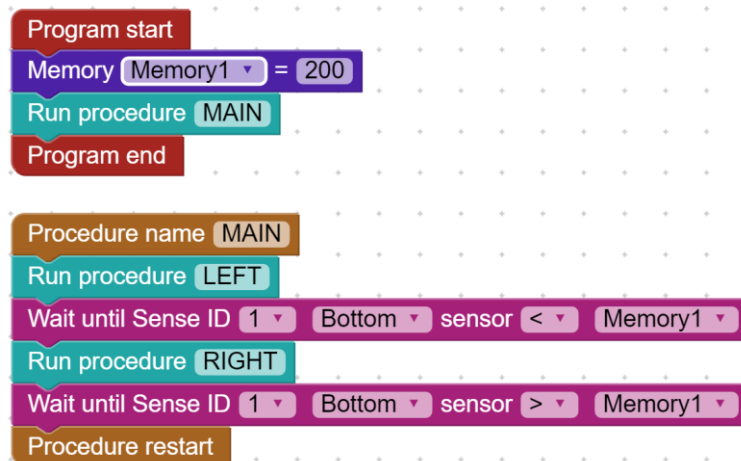 Program start
Memory Memory1 = 200
Run procedure MAIN
Program end
Procedure name MAIN
Run procedure LEFT
Wait until Sense ID 1 Bottom sensor < Memory1
Run procedure RIGHT
Wait until Sense ID 1 Bottom sensor > Memory1
Procedure restart